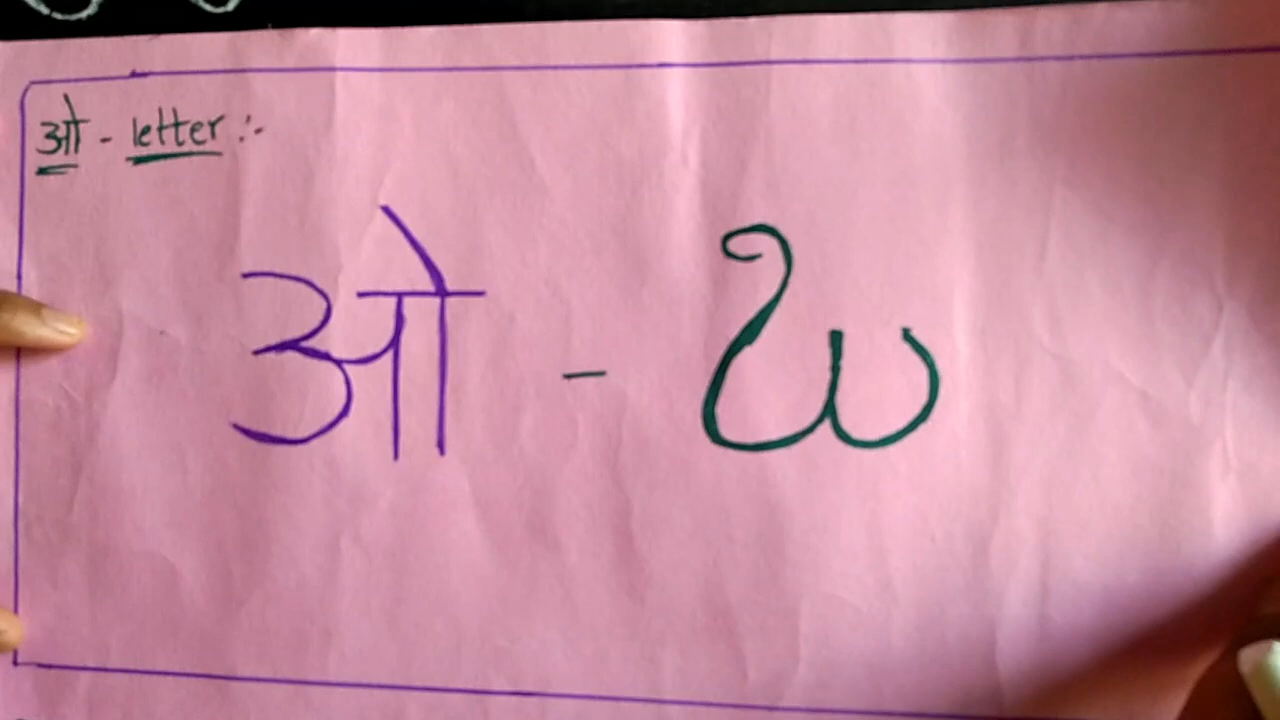 ओ - letter :-
ओ - ఒ